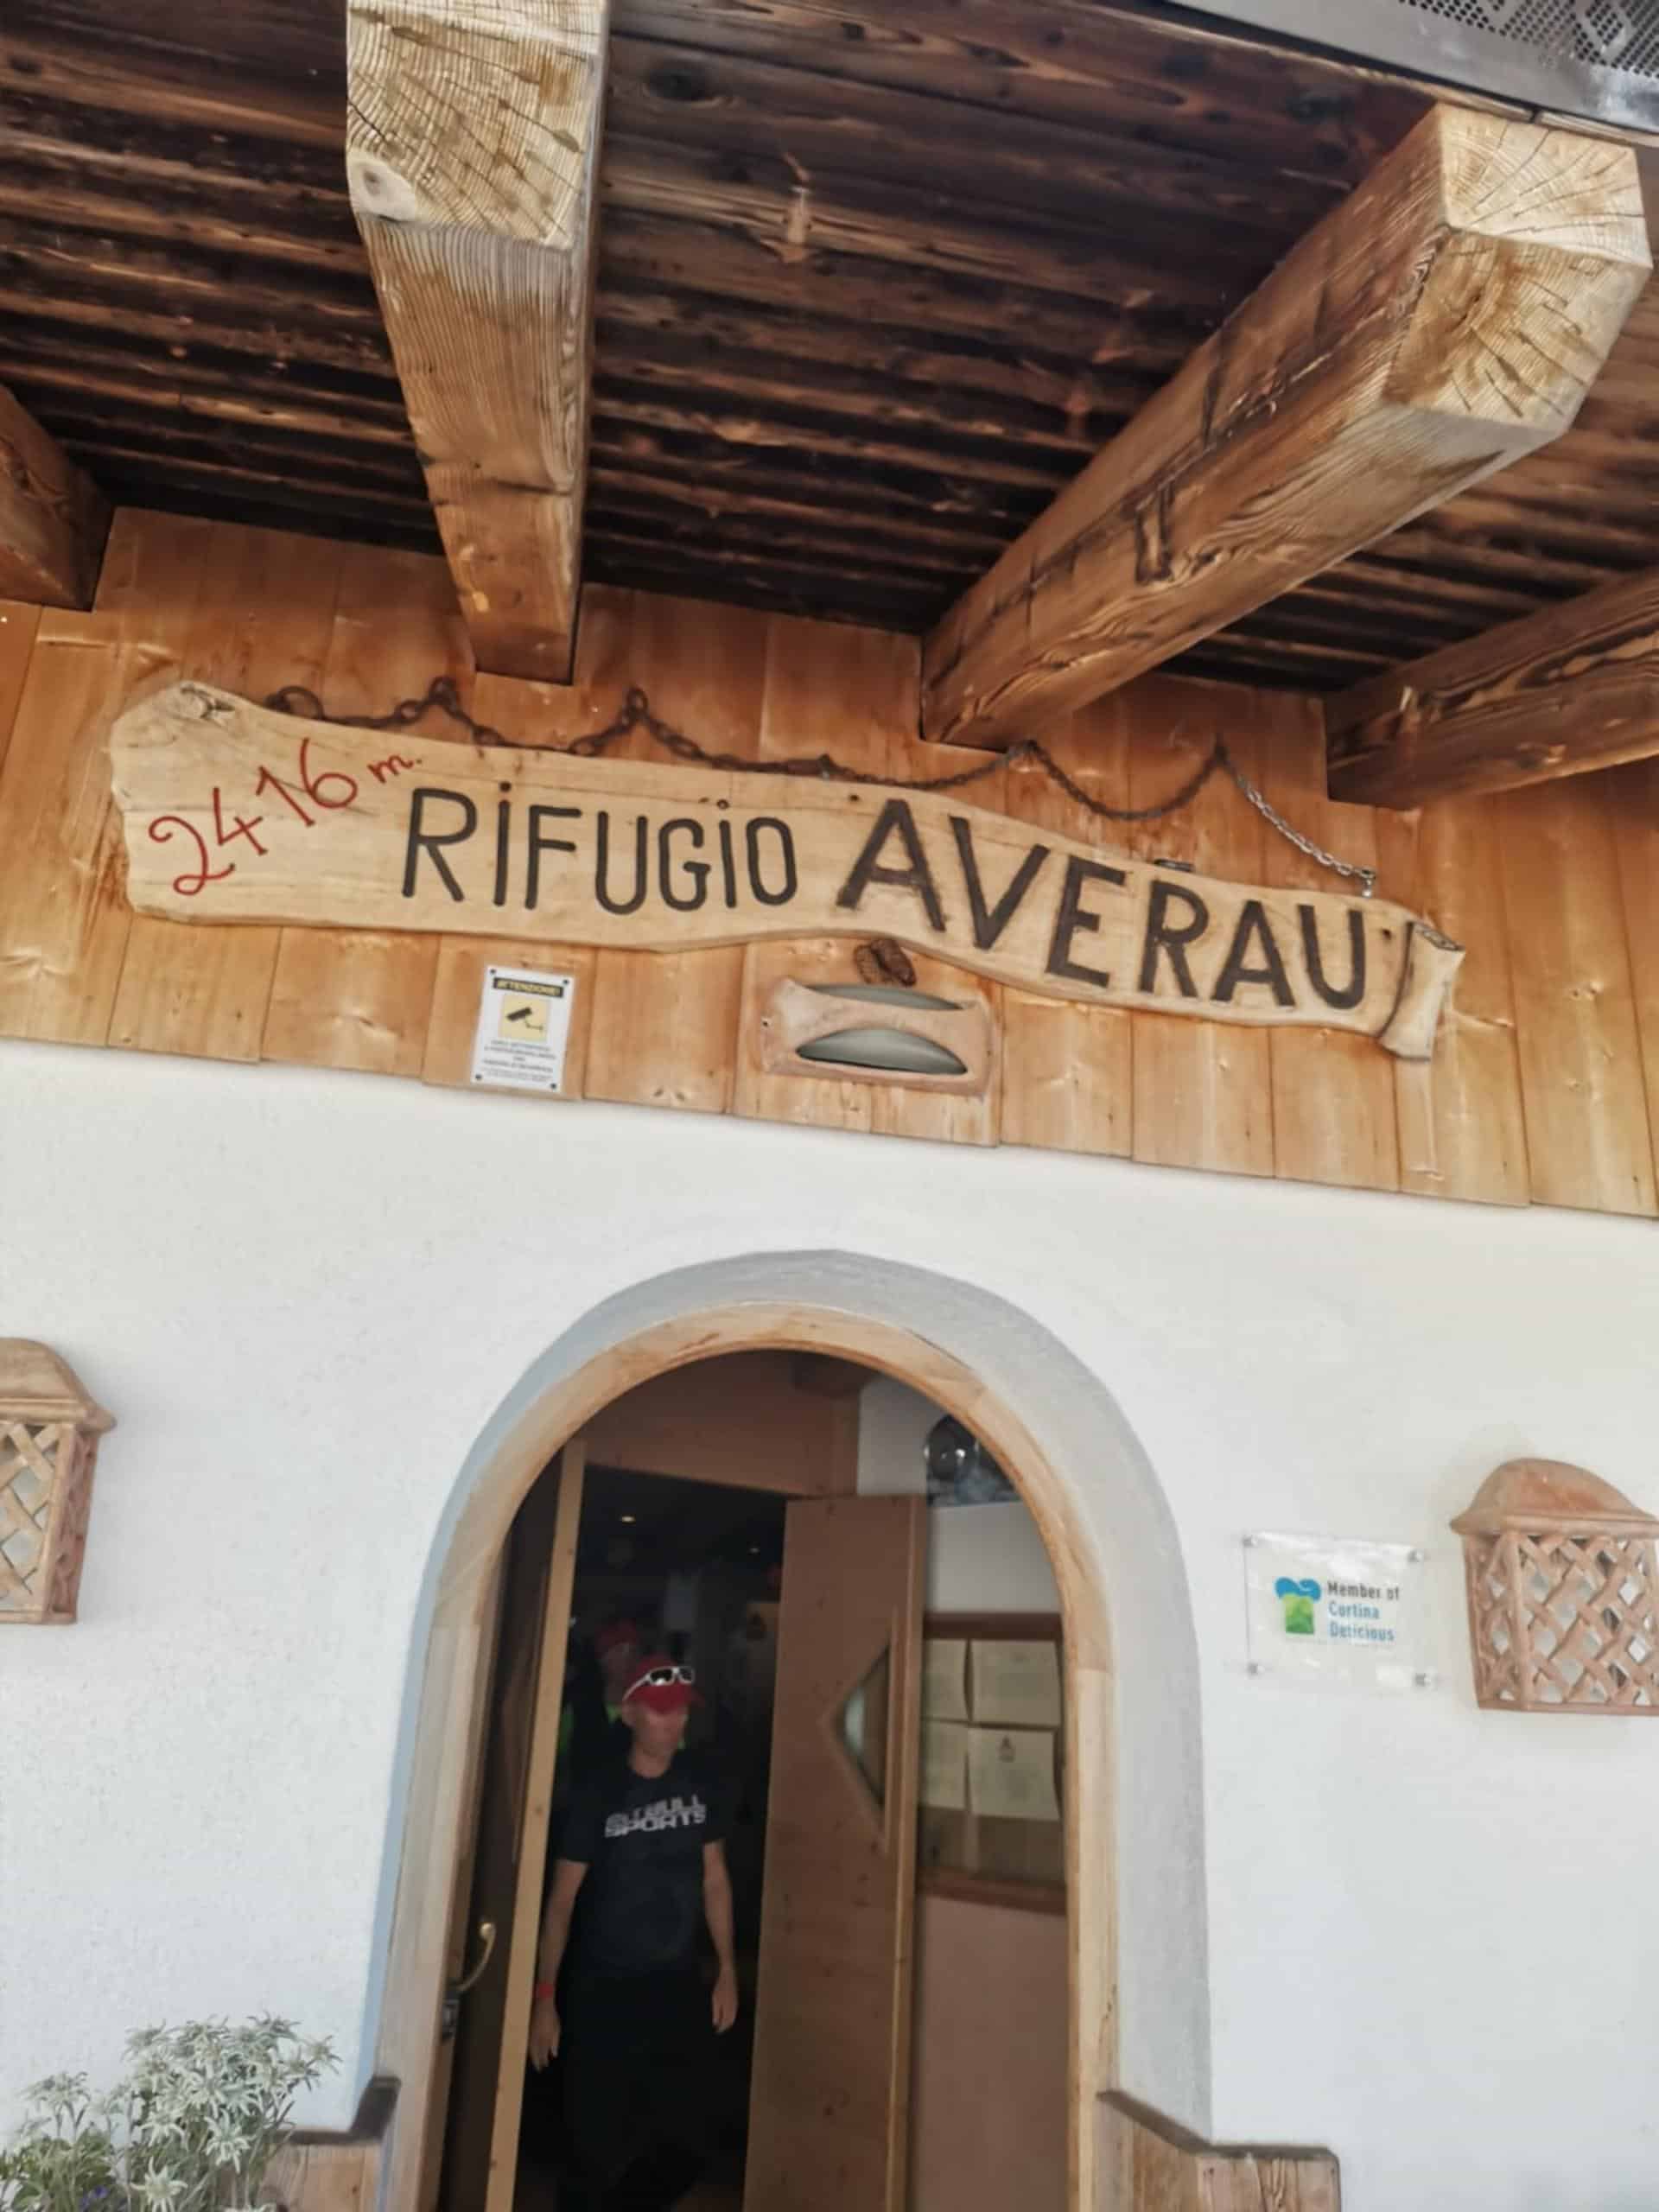 2416 m.
RIFUGIO AVERAU
ATTENZIONE!
Member of
Cortina
Delicious
SPORTS